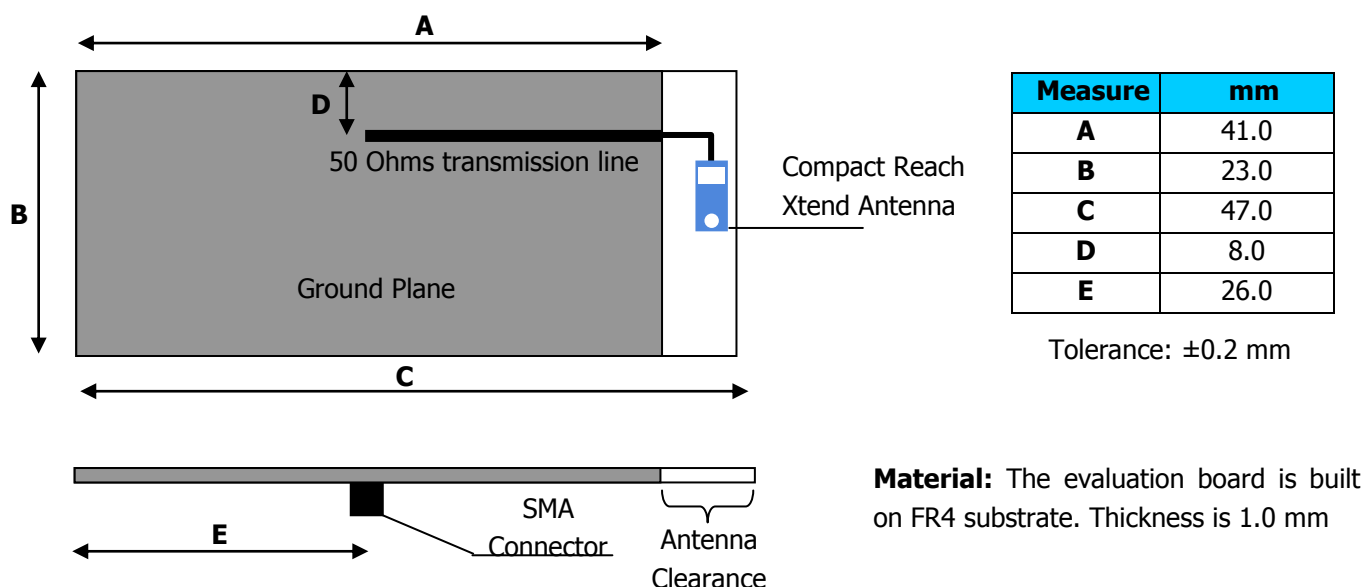 A
D
50 Ohms transmission line
B
Ground Plane
Compact Reach
Xtend Antenna
C
Measure mm
A 41.0
B 23.0
C 47.0
D 8.0
E 26.0
Tolerance: ±0.2 mm
E
SMA
Connector
Antenna
Clearance
Material: The evaluation board is built
on FR4 substrate. Thickness is 1.0 mm